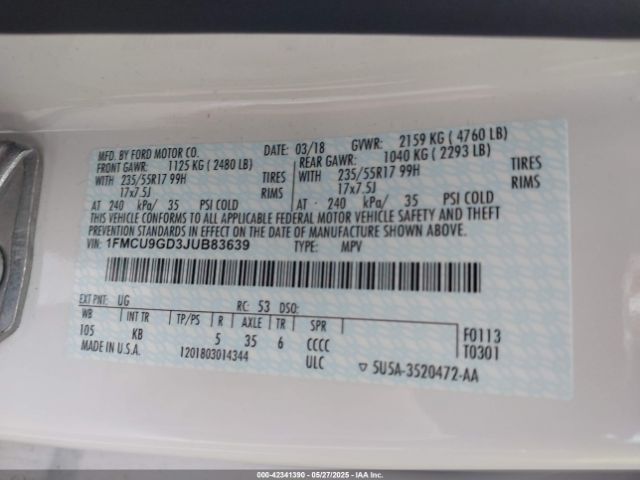 MFD. BY FORD MOTOR CO.
DATE: 03/18 GVWR: 2159 KG ( 4760 LB)
FRONT GAWR: 1125 KG ( 2480 LB) REAR GAWR: 1040 KG ( 2293 LB)
WITH 235/55R17 99H TIRES WITH 235/55R17 99H TIRES
17x7.5J RIMS 17x7.5J RIMS
AT 240 kPa/ 35 PSI COLD AT 240 kPa/ 35 PSI COLD
THIS VEHICLE CONFORMS TO ALL APPLICABLE FEDERAL MOTOR VEHICLE SAFETY AND THEFT
PREVENTION STANDARDS IN EFFECT ON THE DATE OF MANUFACTURE SHOWN ABOVE.
VIN: 1FMCU9GD3JUB83639 TYPE: MPV
EXT PNT: UG RC: 53 DSO:
WB INT TR TP/PS R AXLE TR SPR
105 KB 5 35 6 CCCC F0113
MADE IN U.S.A. 1201803014344 ULC T0301
▽ 5U5A-3520472-AA
000-42341390 - 05/27/2025 - IAA Inc.